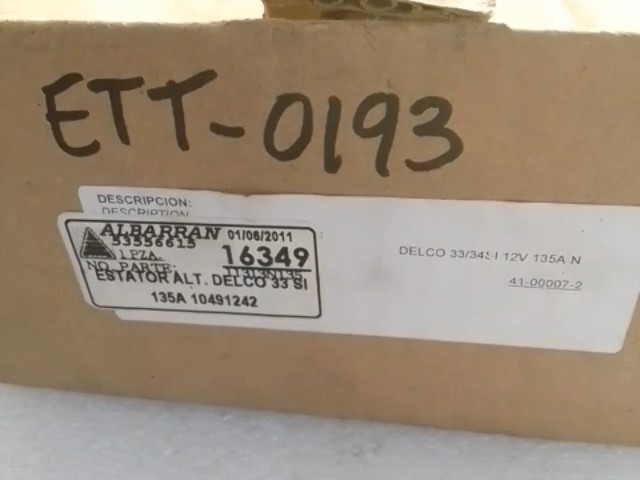 ETT-0193
DESCRIPCION:
DESCRIPTION
ALBARRAN 01/06/2011
53556615
1 PZA. 16349
NO. PARTE:
ESTATOR ALT. DELCO 33 SI
135A 10491242
DELCO 33/34SI 12V 135A N
41-00007-2